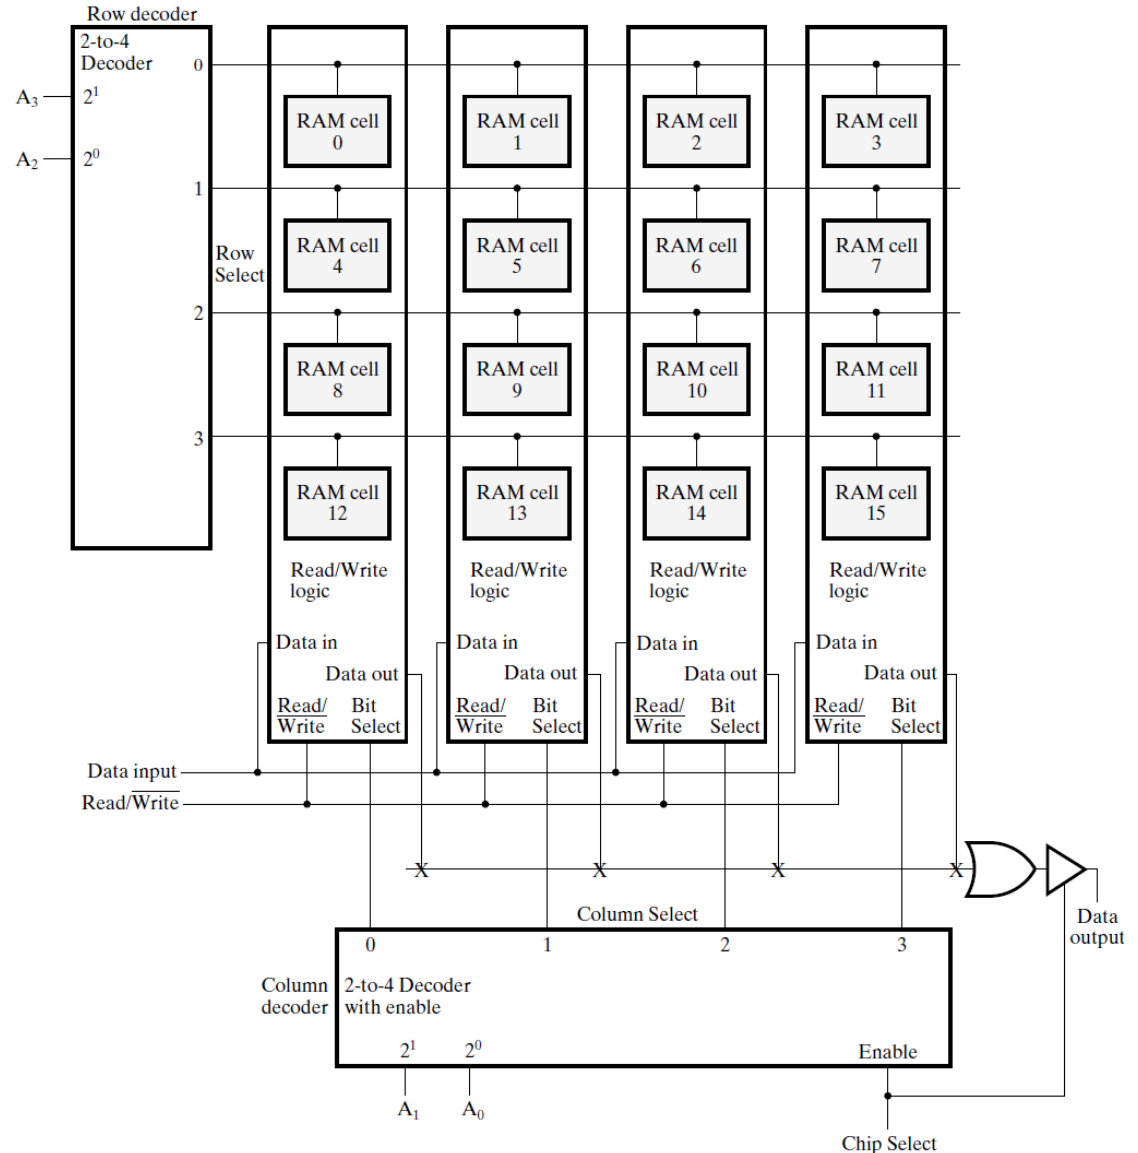 Row decoder
2-to-4
Decoder
0
A₃
2¹
A₂
2⁰
1
Row
Select
2
3
RAM cell
0
RAM cell
1
RAM cell
2
RAM cell
3
RAM cell
4
RAM cell
5
RAM cell
6
RAM cell
7
RAM cell
8
RAM cell
9
RAM cell
10
RAM cell
11
RAM cell
12
RAM cell
13
RAM cell
14
RAM cell
15
Read/Write
logic
Read/Write
logic
Read/Write
logic
Read/Write
logic
Data in
Data out
Read/
Write
Bit
Select
Data in
Data out
Read/
Write
Bit
Select
Data in
Data out
Read/
Write
Bit
Select
Data in
Data out
Read/
Write
Bit
Select
Data input
Read/Write
X
X
X
X
Data
output
Column Select
0
1
2
3
Column
decoder
2-to-4 Decoder
with enable
2¹
2⁰
Enable
A₁
A₀
Chip Select